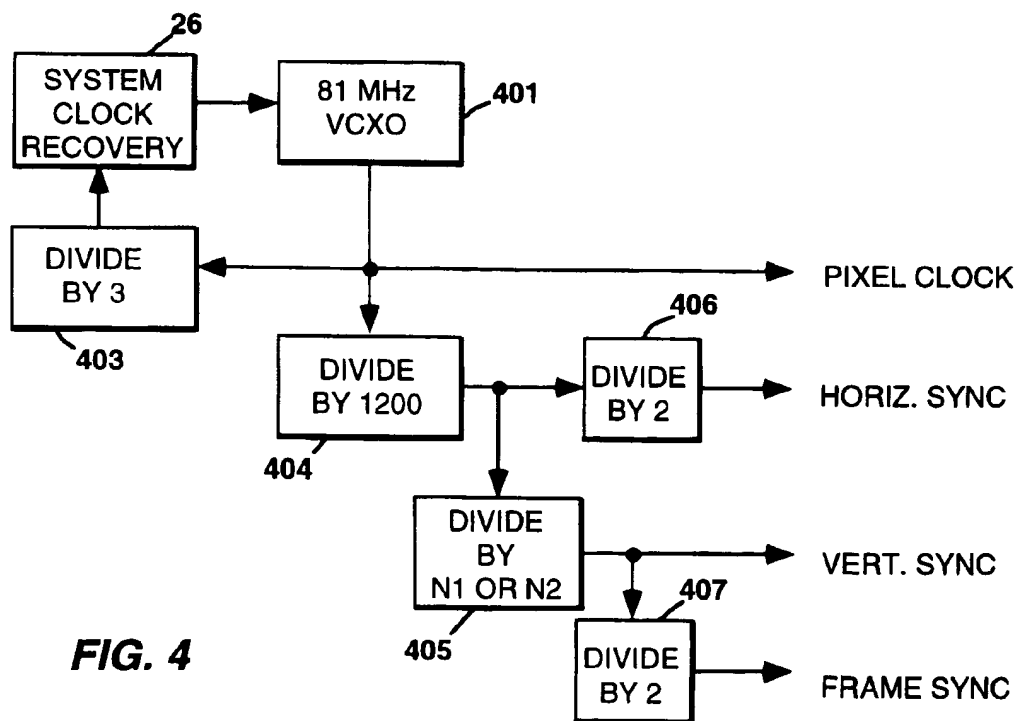 26
SYSTEM
CLOCK
RECOVERY
81 MHz
VCXO
401
DIVIDE
BY 3
403
PIXEL CLOCK
DIVIDE
BY 1200
404
406
DIVIDE
BY 2
HORIZ. SYNC
DIVIDE
BY
N1 OR N2
405
VERT. SYNC
407
DIVIDE
BY 2
FRAME SYNC
FIG. 4